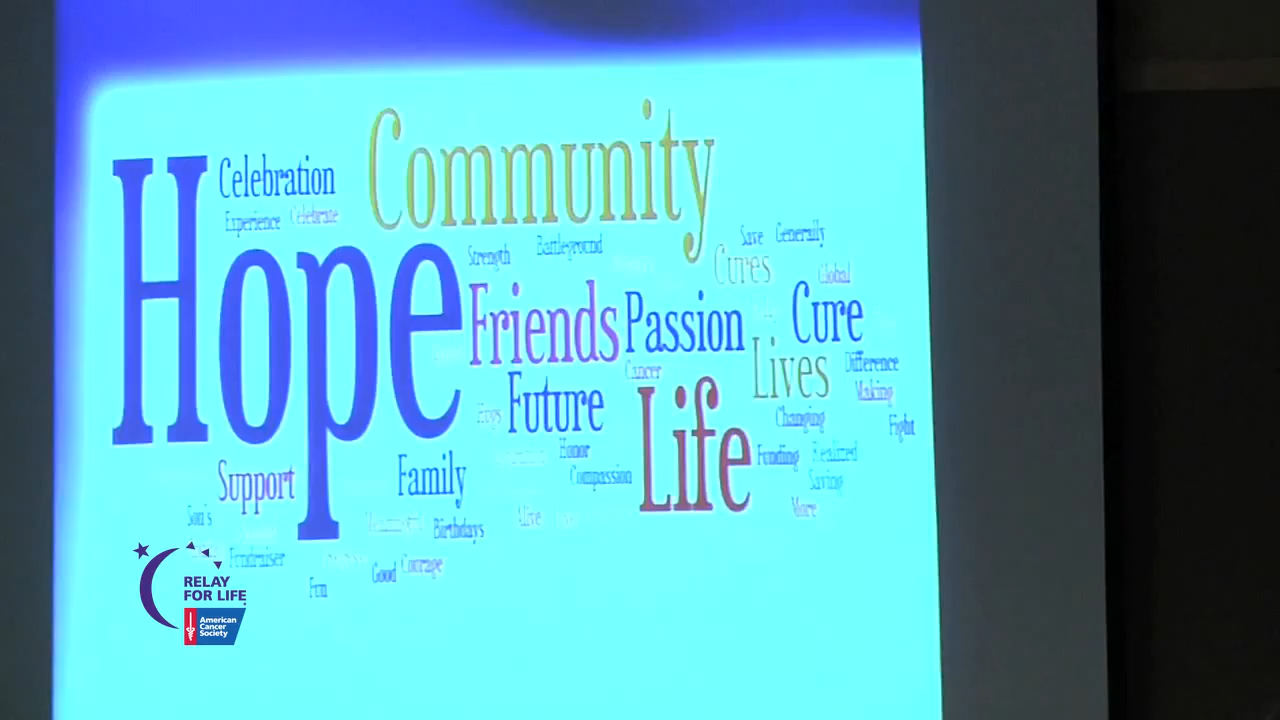 Community
Celebration
Experience Celebrate
Hope
Strength
Battleground
Save Generally
Cures
Global
Friends
Passion
Cure
Cancer
Lives
Difference
Making
Future
Life
Changing
Fight
Honor
Funding
Realized
Support
Family
Compassion
Saving
More
Son's
Birthdays
Alive
Fundraiser
Good
Courage
Fun
RELAY
FOR LIFE
American
Cancer
Society